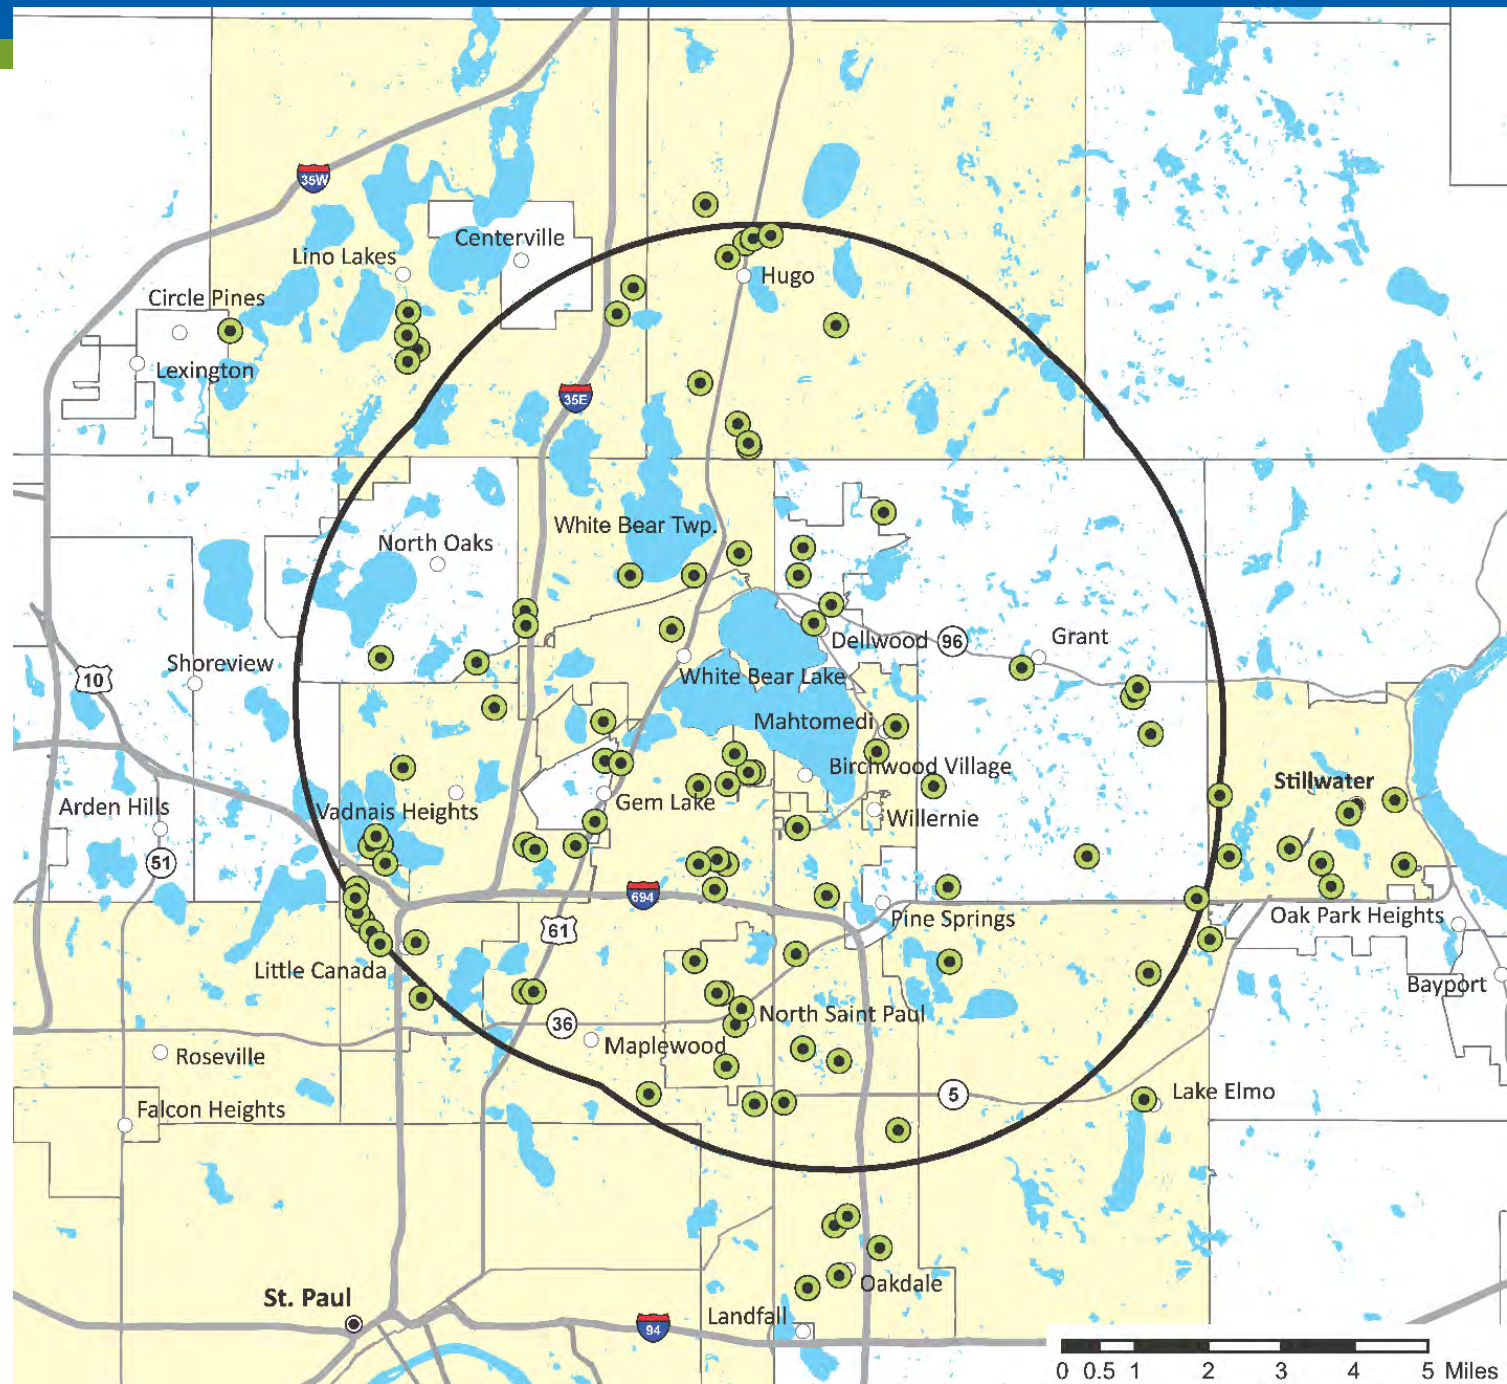 35W
Centerville
Lino Lakes
Hugo
Circle Pines
Lexington
35E
White Bear Twp.
North Oaks
Dellwood
96
Grant
Shoreview
10
White Bear Lake
Mahtomedi
Birchwood Village
Stillwater
Arden Hills
Vadnais Heights
Gem Lake
Willernie
51
694
Pine Springs
Oak Park Heights
61
Little Canada
Bayport
36
North Saint Paul
Roseville
Maplewood
5
Lake Elmo
Falcon Heights
Oakdale
St. Paul
Landfall
94
0 0.5 1 2 3 4 5 Miles